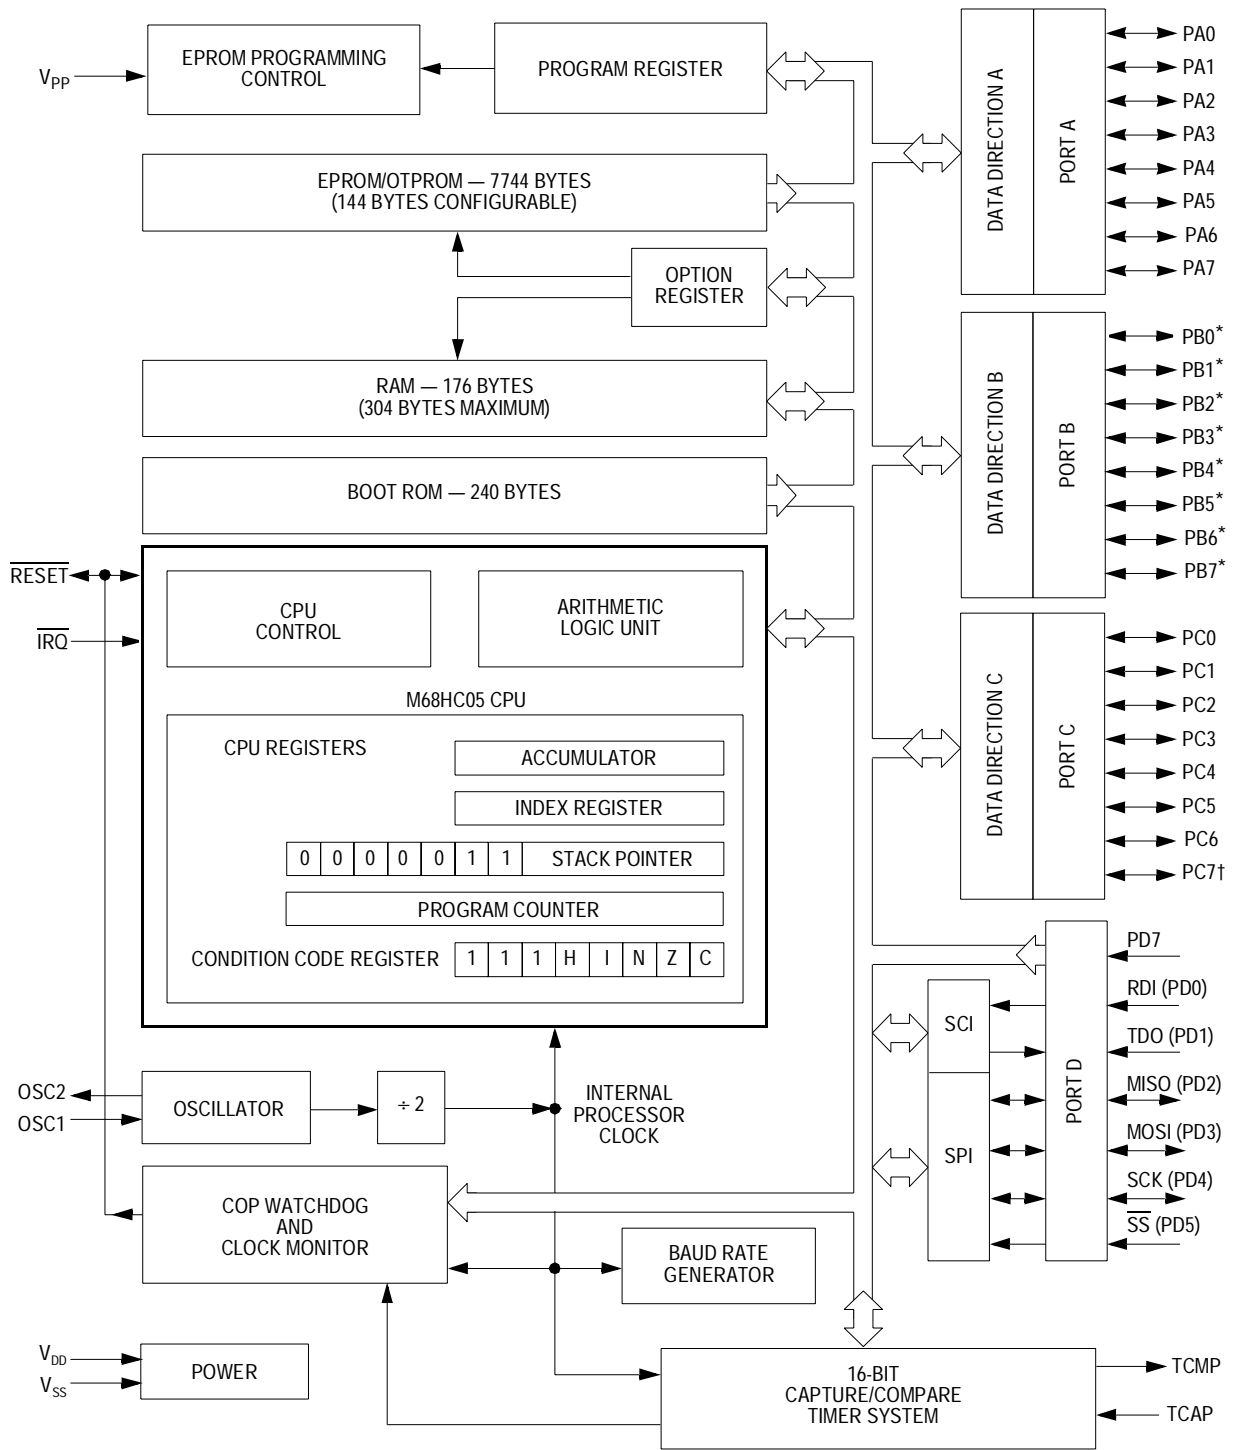 EPROM PROGRAMMING
CONTROL
PROGRAM REGISTER
VPP
EPROM/OTPROM — 7744 BYTES
(144 BYTES CONFIGURABLE)
OPTION
REGISTER
RAM — 176 BYTES
(304 BYTES MAXIMUM)
BOOT ROM — 240 BYTES
RESET
IRQ
CPU
CONTROL
ARITHMETIC
LOGIC UNIT
M68HC05 CPU
CPU REGISTERS
ACCUMULATOR
INDEX REGISTER
0 0 0 0 0 1 1 STACK POINTER
PROGRAM COUNTER
CONDITION CODE REGISTER 1 1 1 H I N Z C
OSC2
OSC1
OSCILLATOR
÷ 2
INTERNAL
PROCESSOR
CLOCK
COP WATCHDOG
AND
CLOCK MONITOR
BAUD RATE
GENERATOR
VDD
VSS
POWER
16-BIT
CAPTURE/COMPARE
TIMER SYSTEM
TCMP
TCAP
DATA DIRECTION A
PORT A
PA0
PA1
PA2
PA3
PA4
PA5
PA6
PA7
DATA DIRECTION B
PORT B
PB0*
PB1*
PB2*
PB3*
PB4*
PB5*
PB6*
PB7*
DATA DIRECTION C
PORT C
PC0
PC1
PC2
PC3
PC4
PC5
PC6
PC7†
SCI
SPI
PORT D
PD7
RDI (PD0)
TDO (PD1)
MISO (PD2)
MOSI (PD3)
SCK (PD4)
SS (PD5)